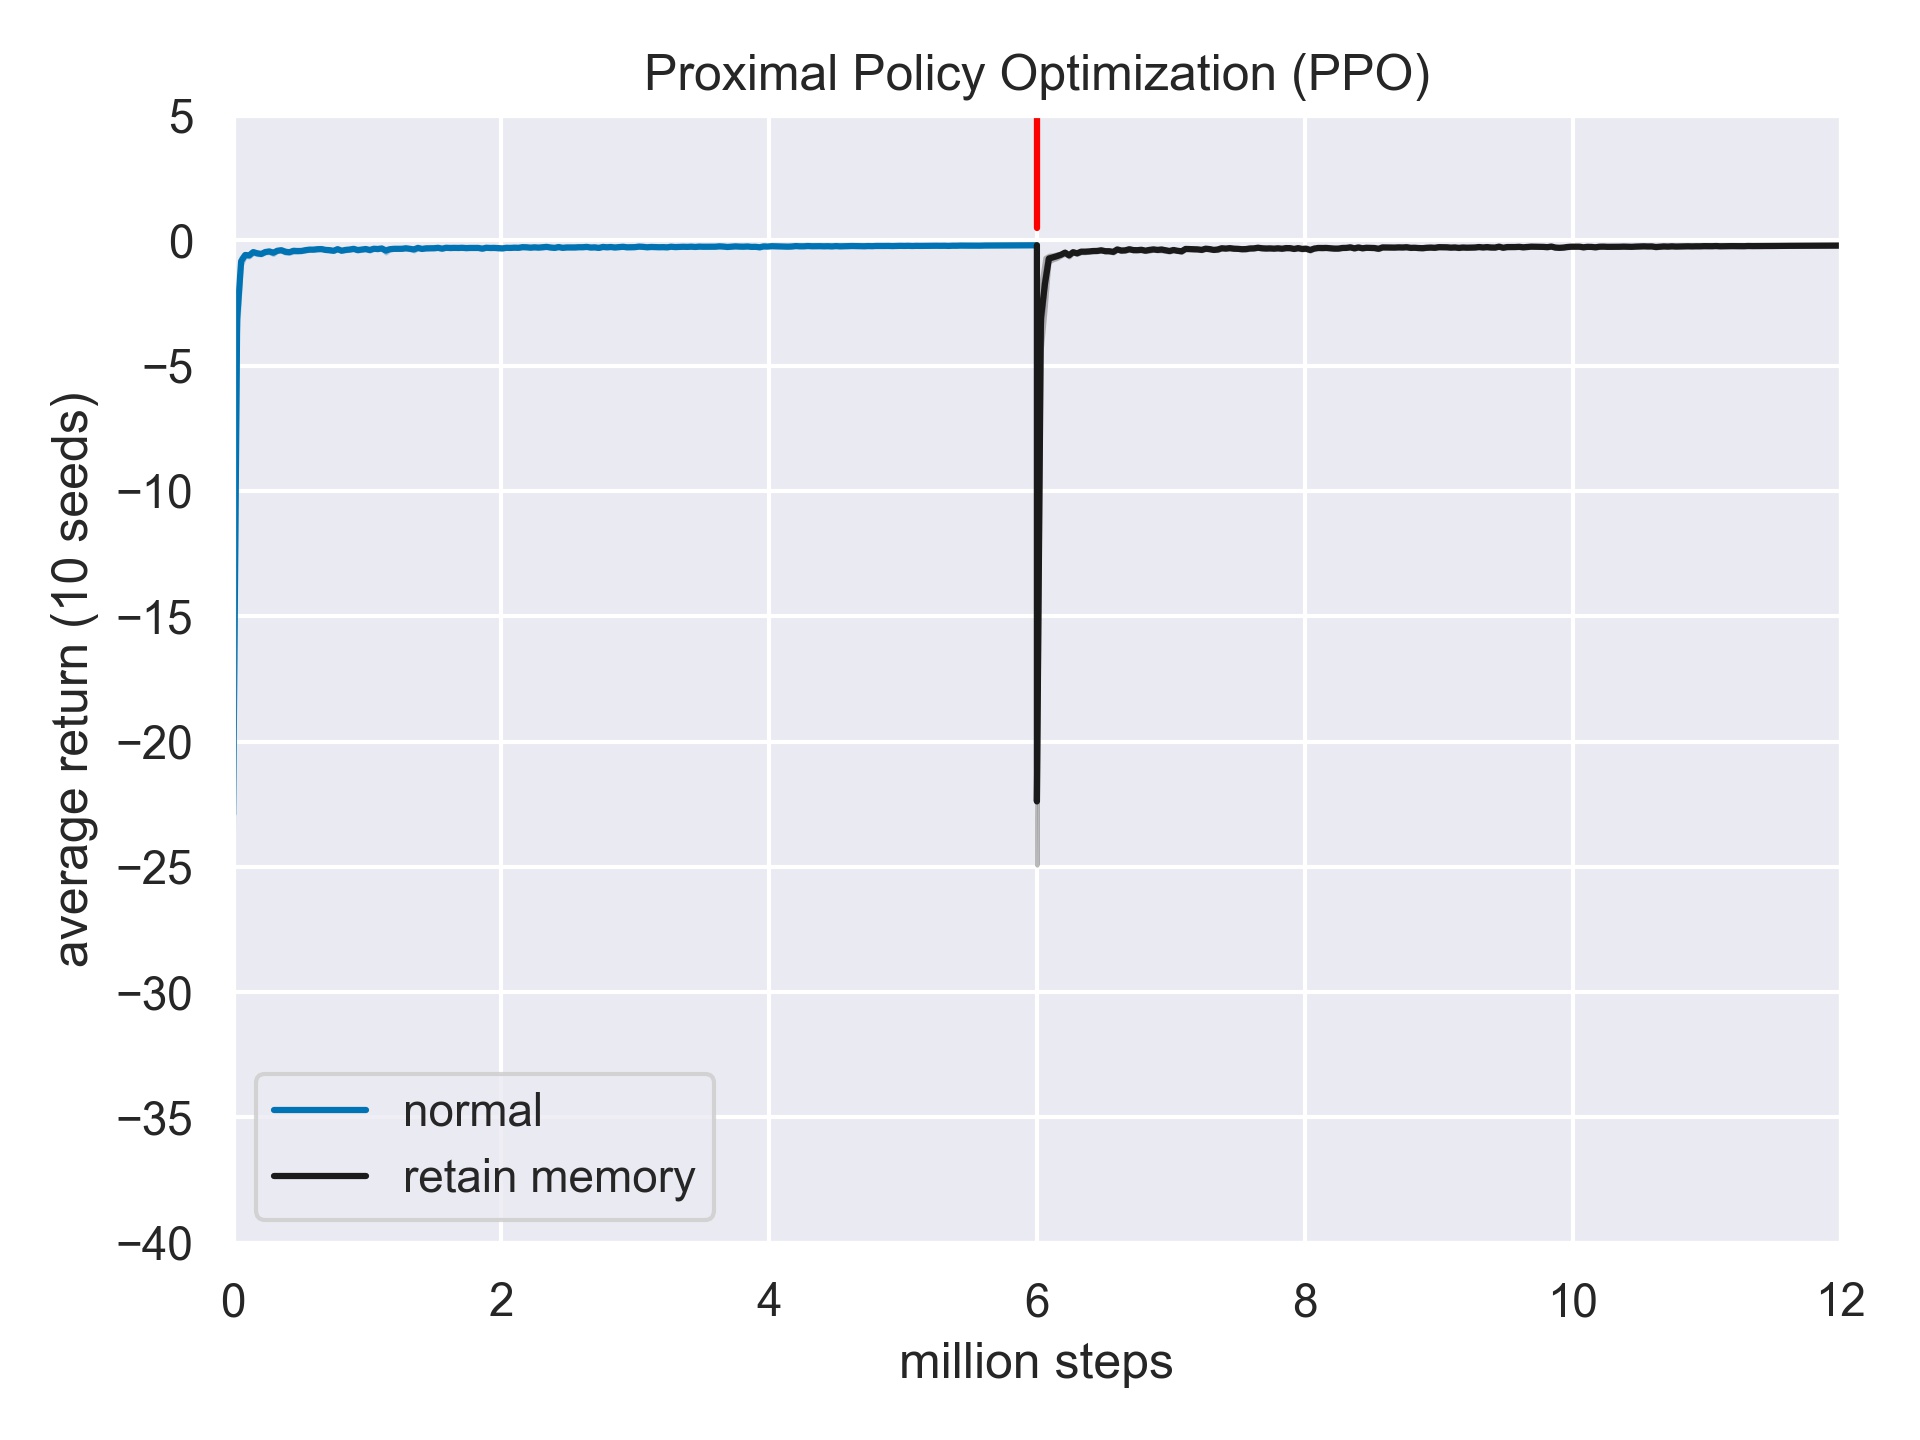 Proximal Policy Optimization (PPO)
5
0
−5
−10
−15
−20
−25
−30
−35
−40
average return (10 seeds)
normal
retain memory
0 2 4 6 8 10 12
million steps